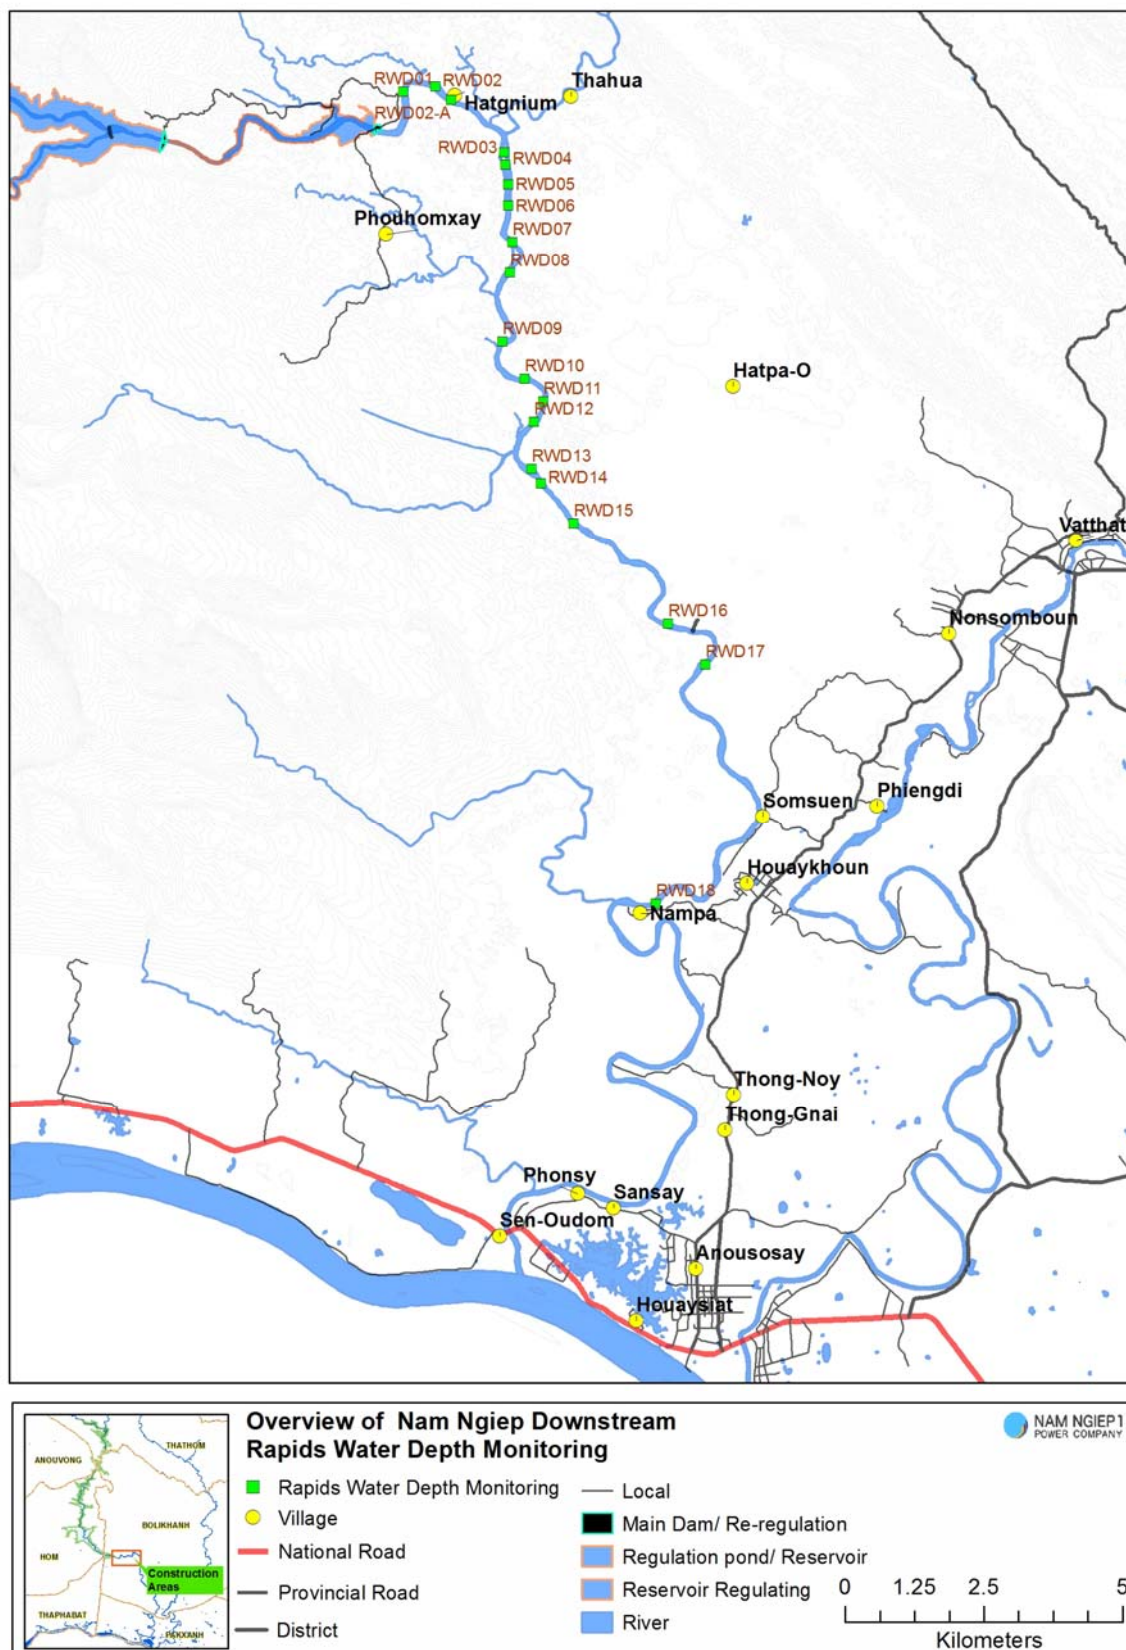 RWD01
RWD02
Thahua
Hatgnium
RWD02-A
RWD03
RWD04
RWD05
RWD06
Phouhomxay
RWD07
RWD08
RWD09
Hatpa-O
RWD10
RWD11
RWD12
RWD13
RWD14
RWD15
Vatthat
RWD16
Nonsomboun
RWD17
Somsuen
Phiengdi
Houaykhoun
RWD18
Nampa
Thong-Noy
Thong-Gnai
Phonsy
Sansay
Sen-Oudom
Anousosay
Houaysiat
Overview of Nam Ngiep Downstream
Rapids Water Depth Monitoring
NAM NGIEP1
POWER COMPANY
Rapids Water Depth Monitoring
Village
National Road
Provincial Road
District
Local
Main Dam/ Re-regulation
Regulation pond/ Reservoir
Reservoir Regulating
River
0 1.25 2.5 5
Kilometers
ANOUVONG
THATHOM
BOLIKHANH
HOM
Construction
Areas
THAPHABAT
PAKXANH